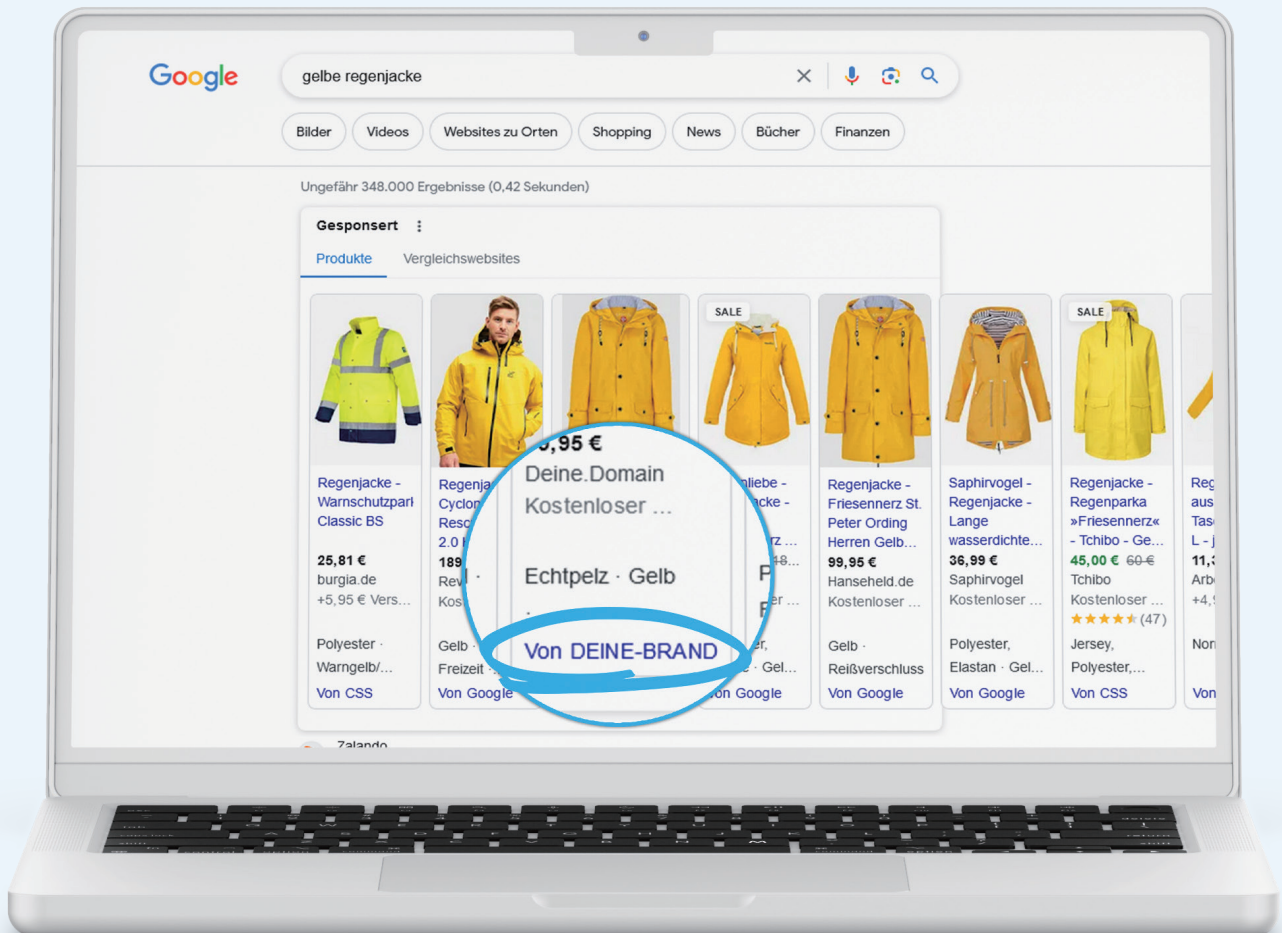 Google
gelbe regenjacke
Bilder
Videos
Websites zu Orten
Shopping
News
Bücher
Finanzen
Ungefähr 348.000 Ergebnisse (0,42 Sekunden)
Gesponsert
Produkte
Vergleichswebsites
Regenjacke -
Warnschutzpark
Classic BS
25,81 €
burgia.de
+5,95 € Vers...
Polyester ·
Warngelb/...
Von CSS
2.0
189
Gelb ·
Freizeit ·
Von Google
,95 €
Deine.Domain
Kostenloser ...
Echtpelz · Gelb
·
Von DEINE-BRAND
SALE
Von Google
Regenjacke -
Friesennerz St.
Peter Ording
Herren Gelb...
99,95 €
Hanseheld.de
Kostenloser ...
Gelb ·
Reißverschluss
Von Google
Saphirvogel -
Regenjacke -
Lange
wasserdichte...
36,99 €
Saphirvogel
Kostenloser ...
Polyester,
Elastan · Gel...
Von Google
SALE
Regenjacke -
Regenparka
»Friesennerz«
- Tchibo - Ge...
45,00 € 60 €
Tchibo
Kostenloser ...
(47)
Jersey,
Polyester,...
Von CSS
Reg
aus
L - j
Von
Zalando